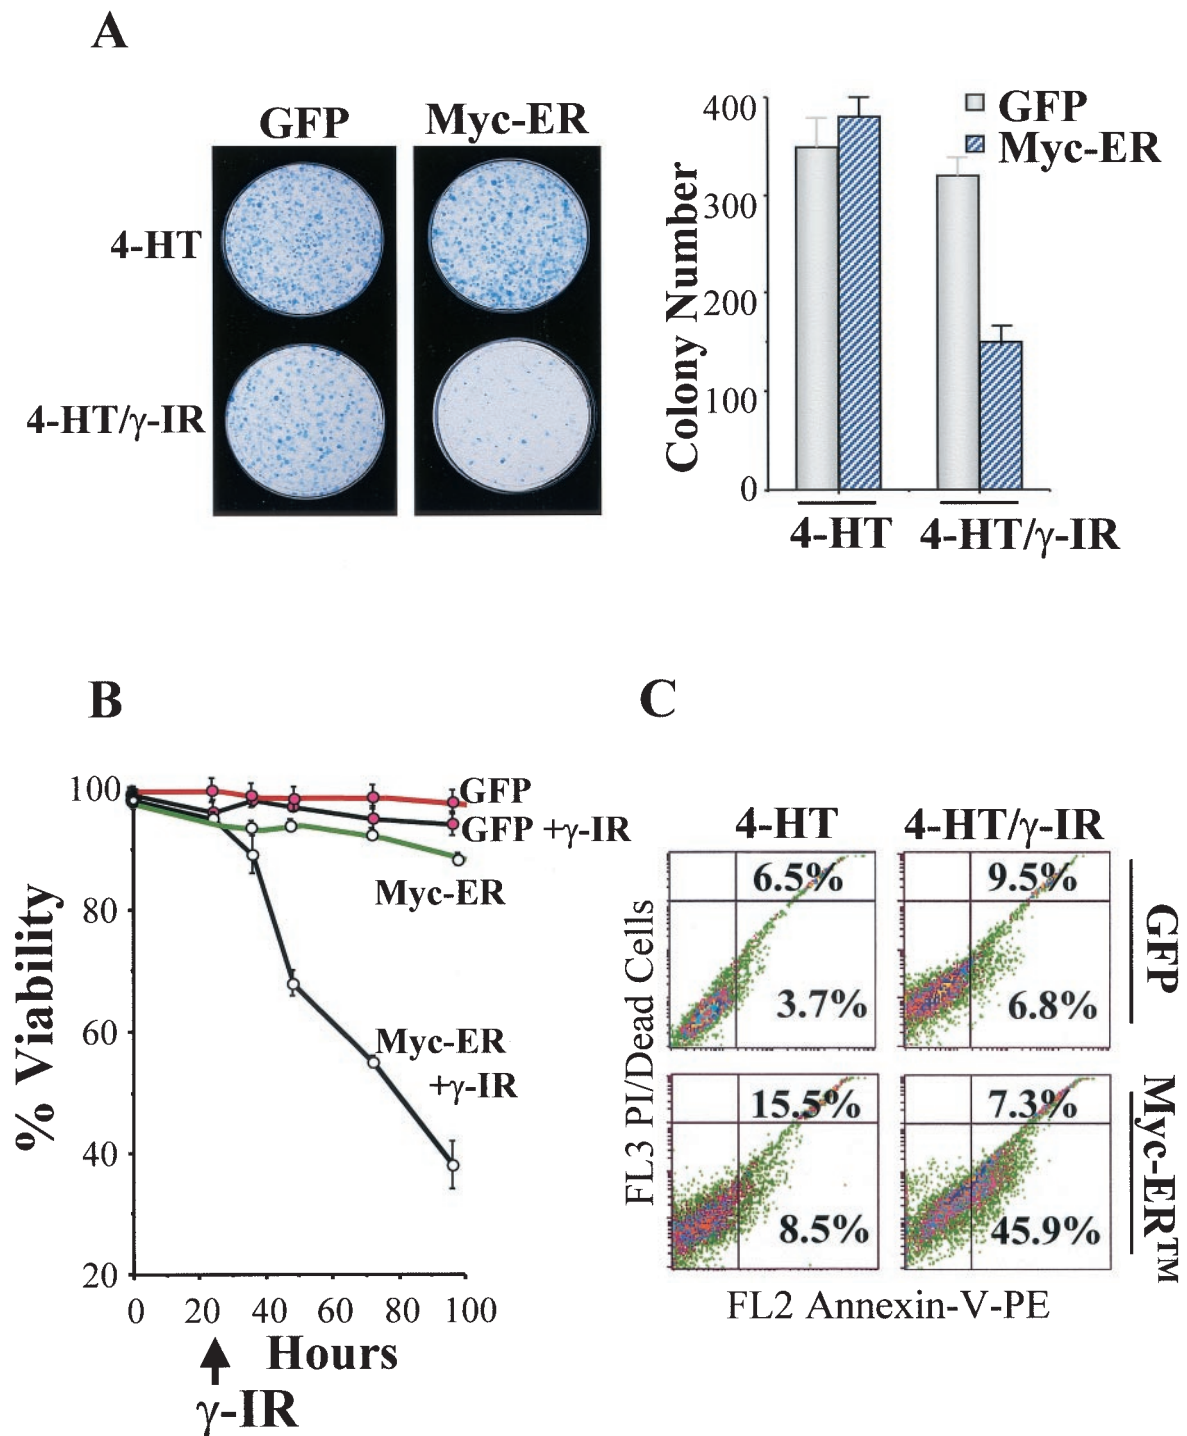 A
GFP
Myc-ER
4-HT
4-HT/γ-IR
Colony Number
400
300
200
100
0
GFP
Myc-ER
4-HT
4-HT/γ-IR
B
% Viability
100
80
60
40
20
0
20
40
60
80
100
Hours
γ-IR
GFP
GFP +γ-IR
Myc-ER
Myc-ER
+γ-IR
C
4-HT
4-HT/γ-IR
6.5%
9.5%
3.7%
6.8%
GFP
15.5%
7.3%
8.5%
45.9%
Myc-ER™
FL3 PI/Dead Cells
FL2 Annexin-V-PE